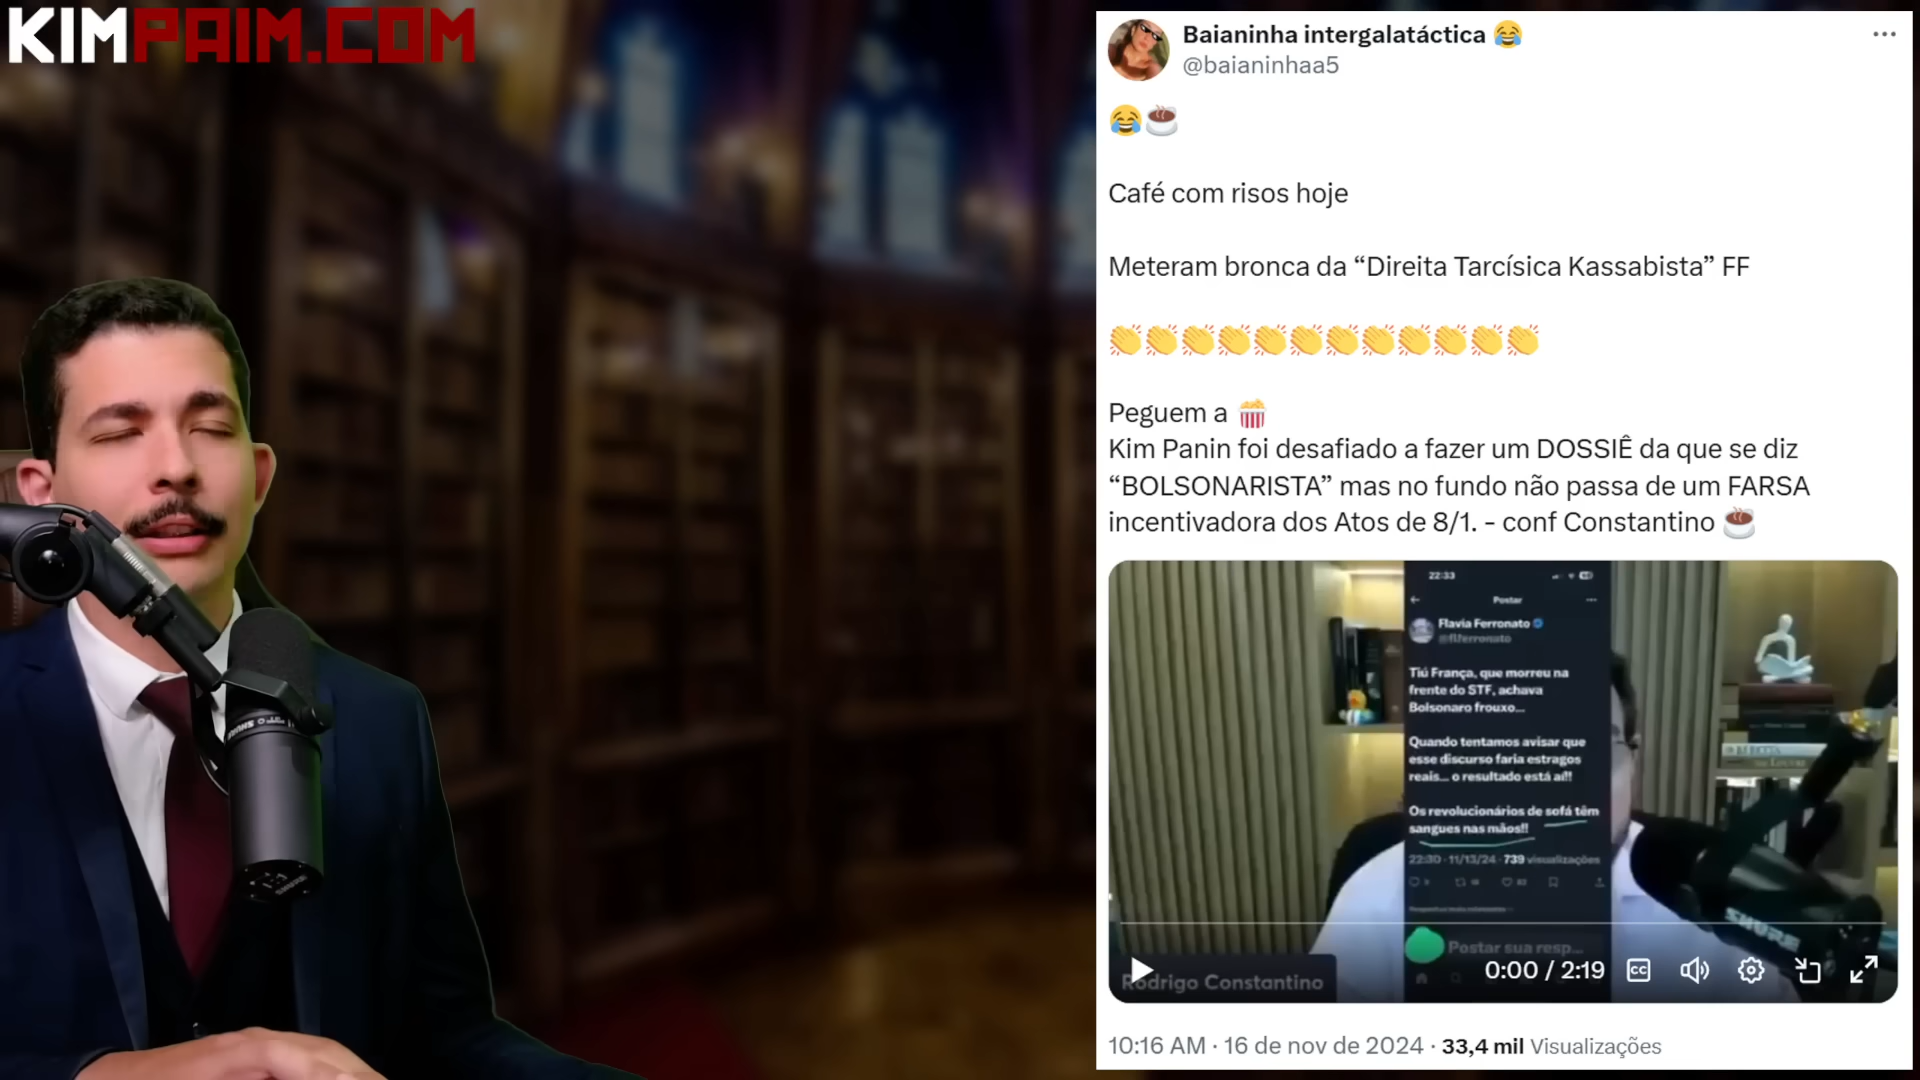 KIMPAIM.COM
Baianinha intergalatáctica 😂
@baianinhaa5
😂☕
Café com risos hoje
Meteram bronca da “Direita Tarcísica Kassabista” FF
👏👏👏👏👏👏👏👏👏👏👏👏
Peguem a 🍿
Kim Panin foi desafiado a fazer um DOSSIÊ da que se diz
“BOLSONARISTA” mas no fundo não passa de um FARSA
incentivadora dos Atos de 8/1. - conf Constantino ☕
22:33
Postar
Flavia Ferronato
@flferronato
Tiú França, que morreu na
frente do STF, achava
Bolsonaro frouxo...
Quando tentamos avisar que
esse discurso faria estragos
reais... o resultado está aí!!
Os revolucionários de sofá têm
sangues nas mãos!!
22:30 · 11/13/24 · 739 visualizações
Postar sua resp...
Rodrigo Constantino
0:00 / 2:19
CC
SHURE
SHURE
10:16 AM · 16 de nov de 2024 · 33,4 mil Visualizações